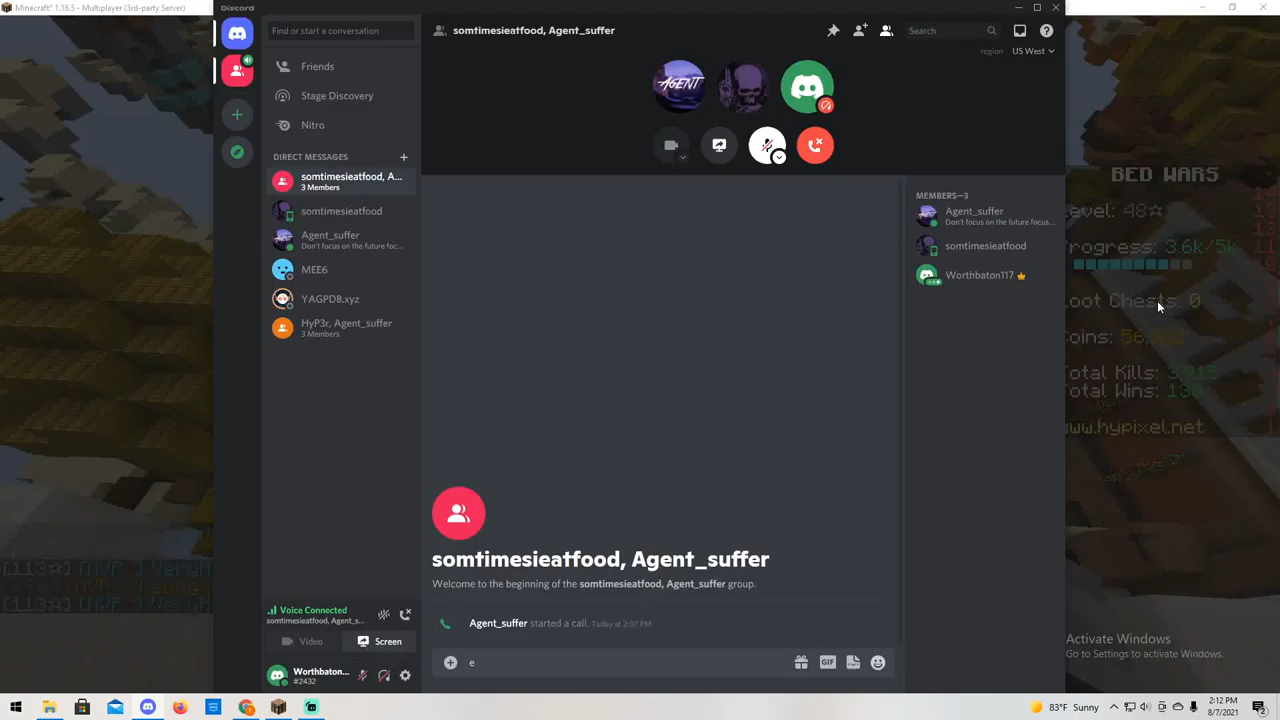 Minecraft* 1.16.5 - Multiplayer (3rd-party Server)
Discord
Find or start a conversation
somtimesieatfood, Agent_suffer
Search
region US West
Friends
Stage Discovery
Nitro
AGENT
DIRECT MESSAGES
somtimesieatfood, A...
3 Members
somtimesieatfood
Agent_suffer
Don't focus on the future foc...
MEE6
YAGPDB.xyz
HyP3r, Agent_suffer
3 Members
MEMBERS—3
Agent_suffer
Don't focus on the future focus...
somtimesieatfood
Worthbaton117
BED WARS
Level: 48
Progress: 3.6k/5k
Loot Chests: 0
Coins:
Total Kills:
Total Wins: 130
www.hypixel.net
somtimesieatfood, Agent_suffer
Welcome to the beginning of the somtimesieatfood, Agent_suffer group.
Agent_suffer started a call. Today at 2:07 PM
e
GIF
Voice Connected
somtimesieatfood, Agent_s...
Video
Screen
Worthbaton...
#2432
Activate Windows
Go to Settings to activate Windows.
83°F Sunny
2:12 PM
8/7/2021
2